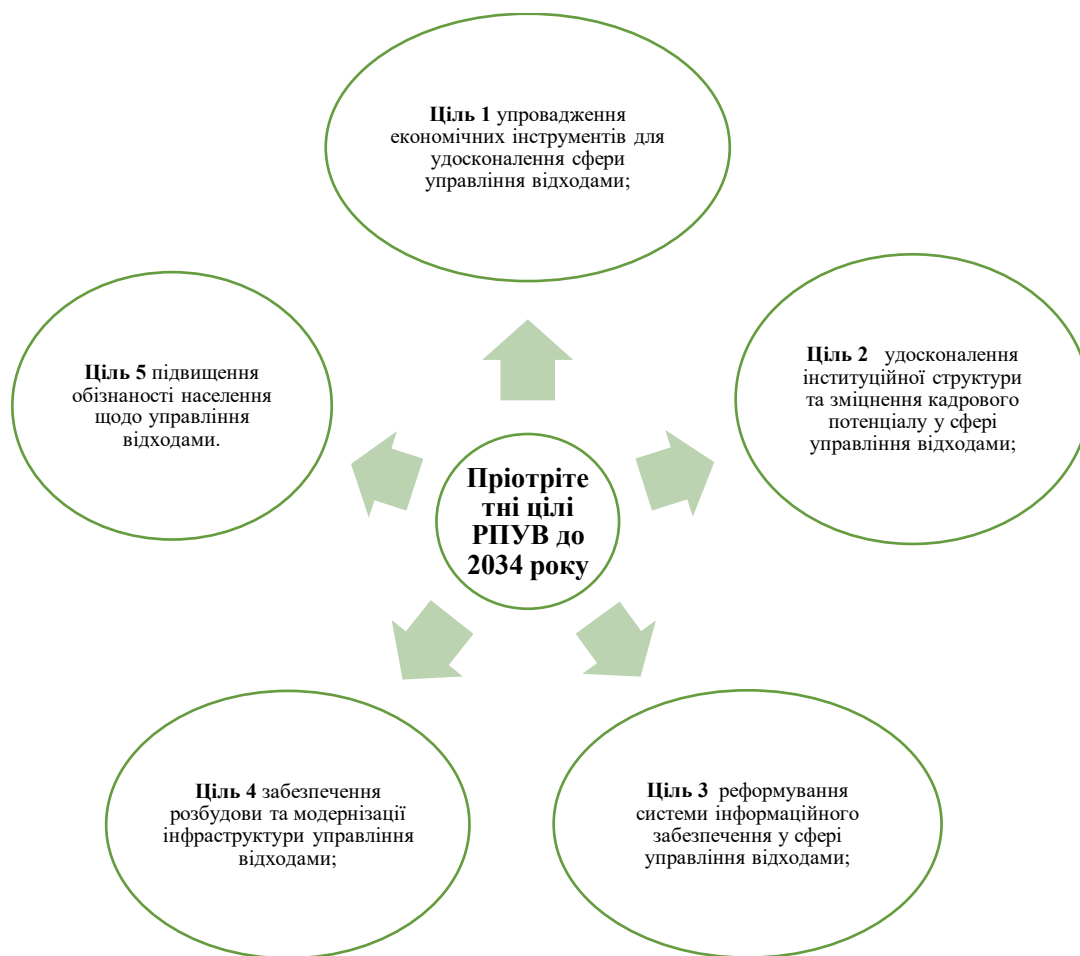 Ціль 1 упровадження
економічних інструментів для
удосконалення сфери
управління відходами;
Ціль 2 удосконалення
інституційної структури
та зміцнення кадрового
потенціалу у сфері
управління відходами;
Ціль 5 підвищення
обізнаності населення
щодо управління
відходами.
Пріотріте
тні цілі
РПУВ до
2034 року
Ціль 4 забезпечення
розбудови та модернізації
інфраструктури управління
відходами;
Ціль 3 реформування
системи інформаційного
забезпечення у сфері
управління відходами;